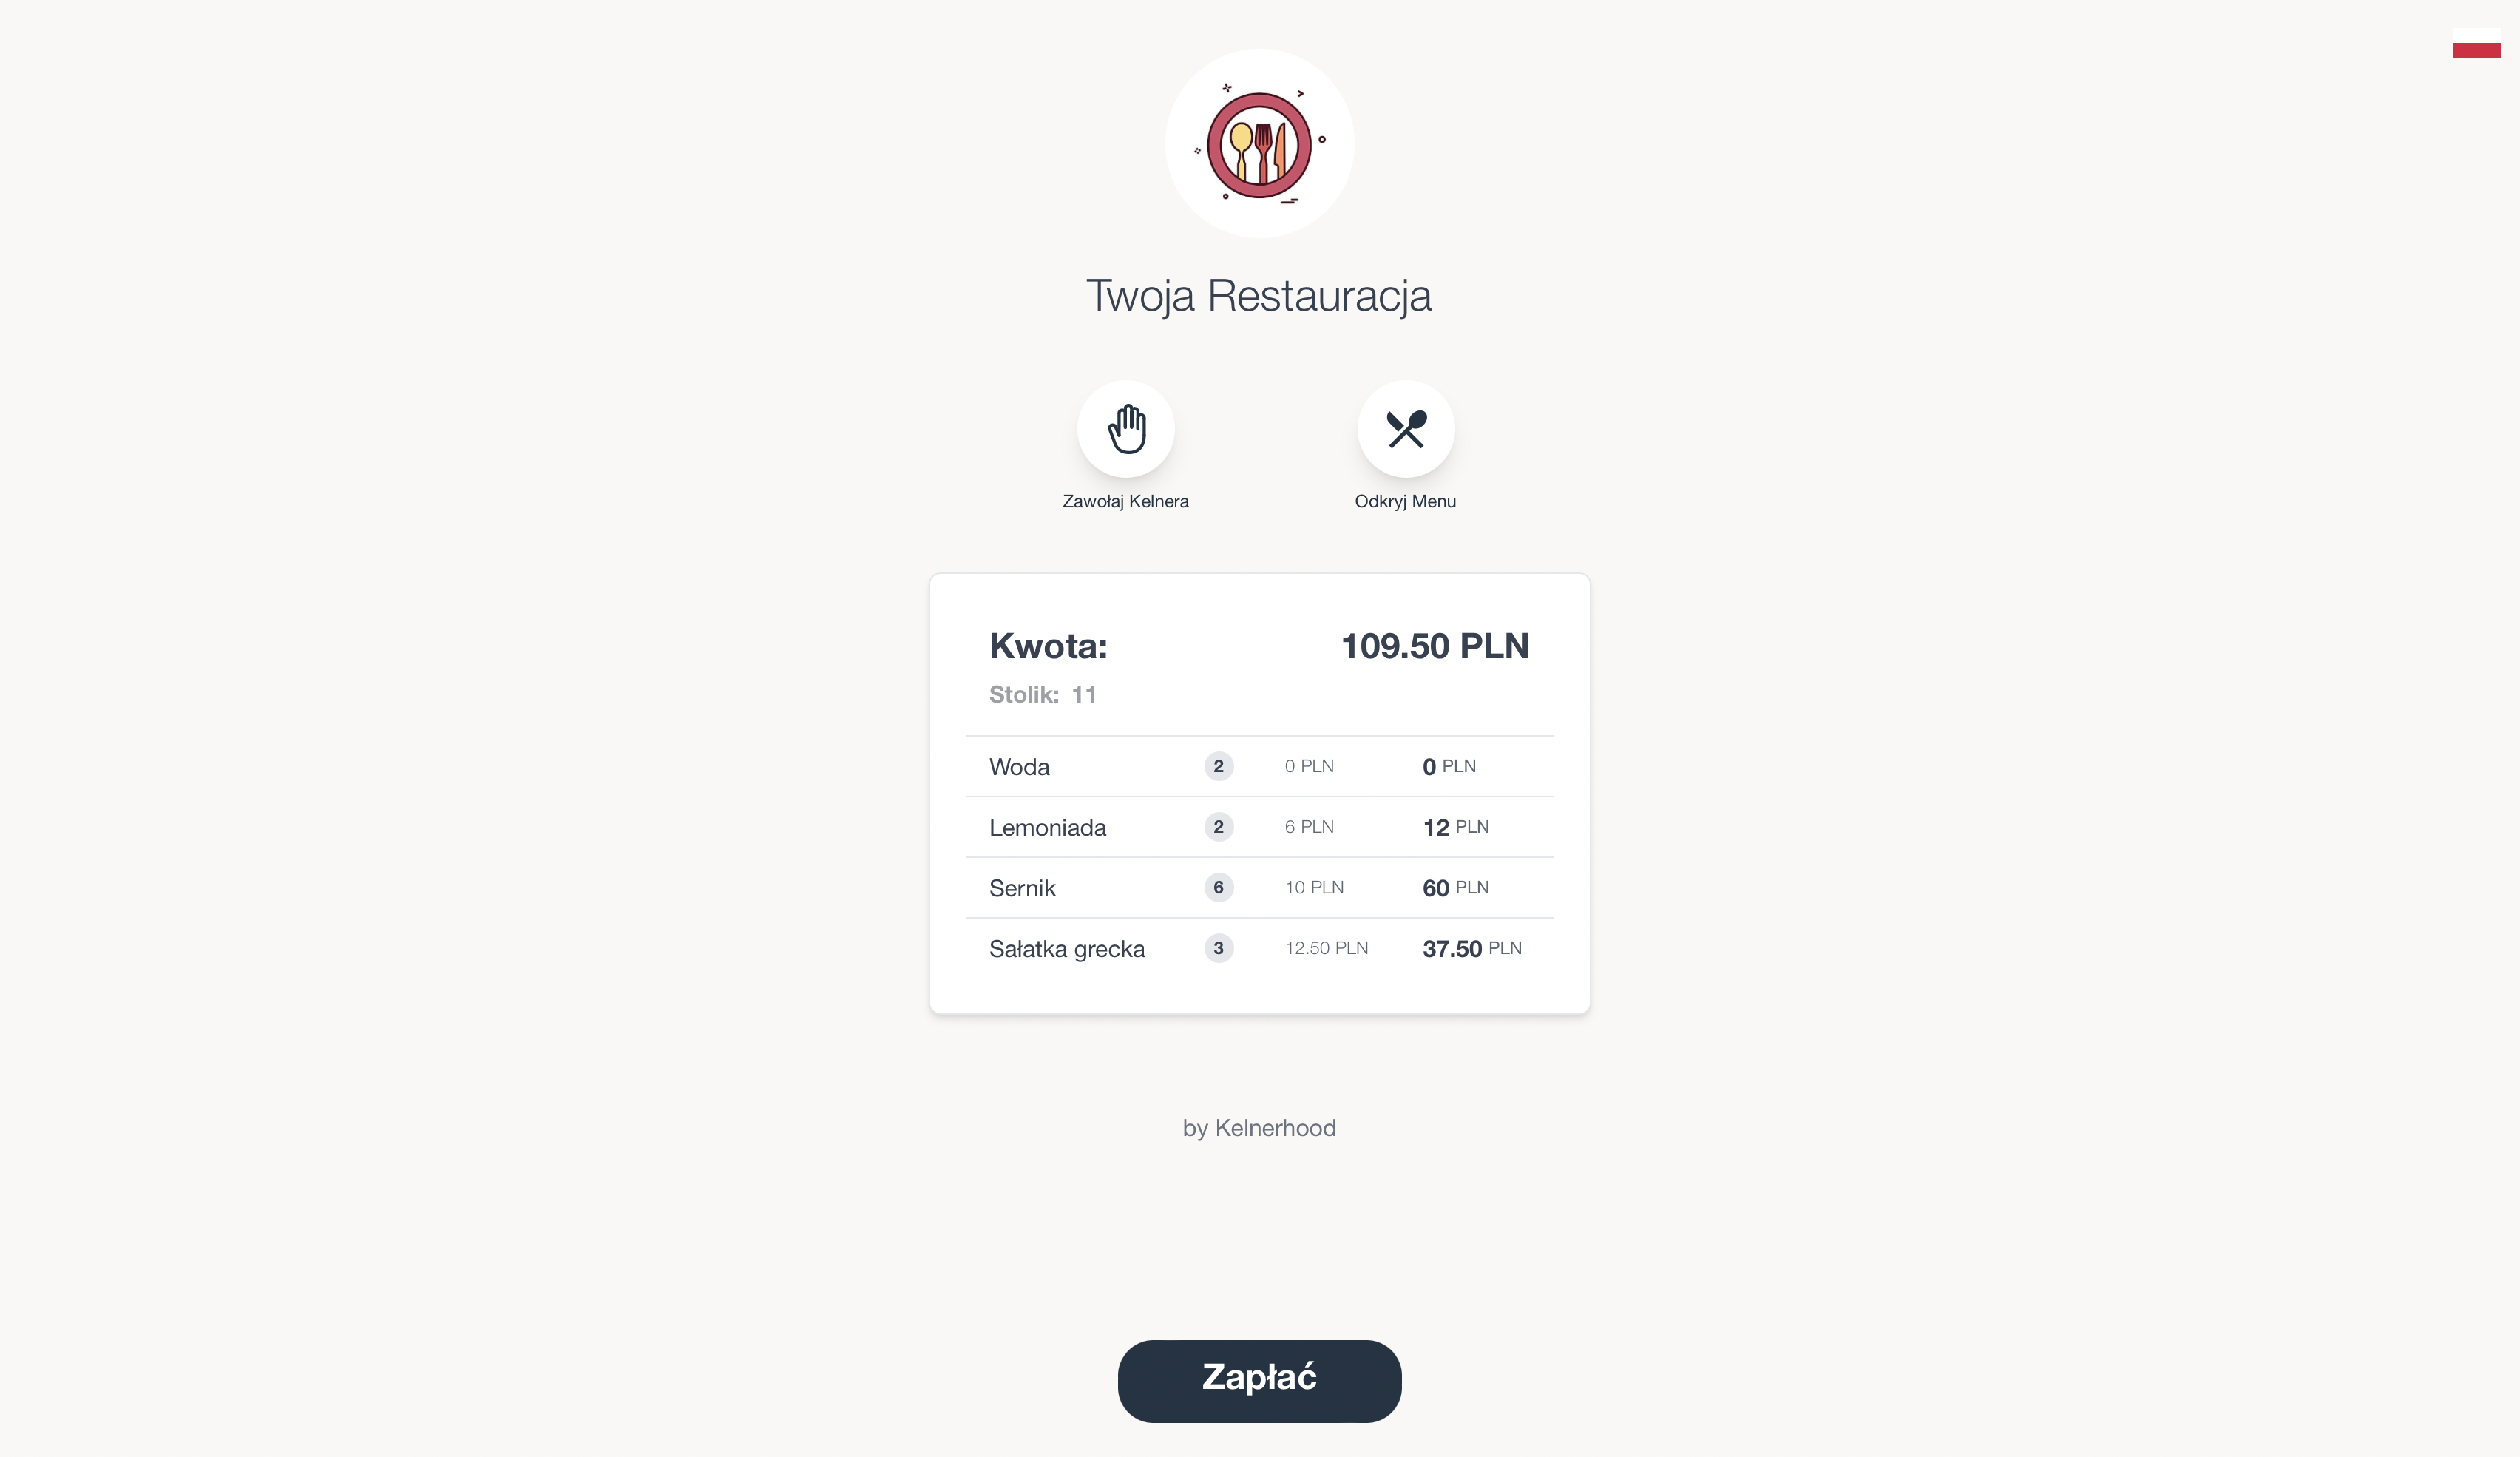 Twoja Restauracja
Zawołaj Kelnera Odkryj Menu
Kwota: 109.50 PLN
Stolik: 11
Woda 2 0 PLN 0 PLN
Lemoniada 2 6 PLN 12 PLN
Sernik 6 10 PLN 60 PLN
Sałatka grecka 3 12.50 PLN 37.50 PLN
by Kelnerhood
Zapłać